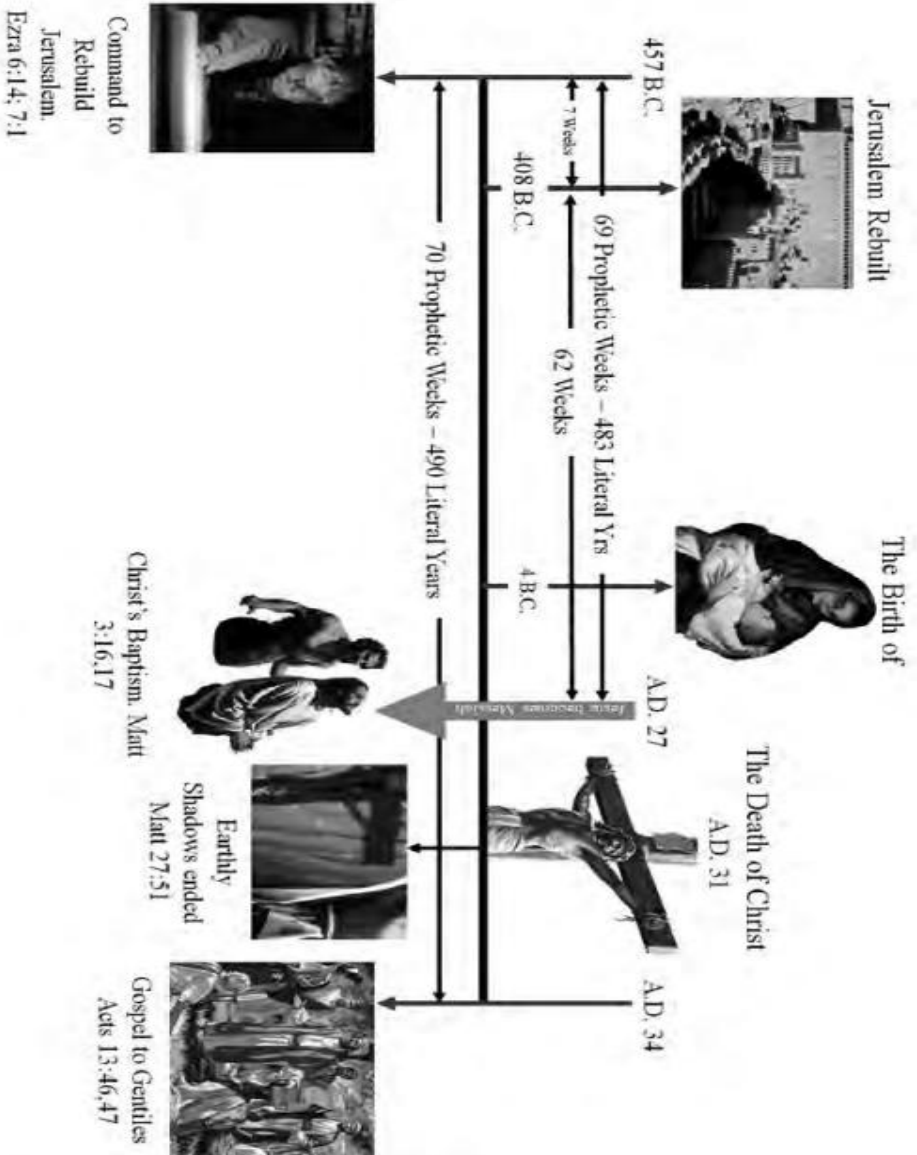 Jerusalem Rebuilt
The Birth of
The Death of Christ
A.D. 31
457 B.C.
A.D. 27
A.D. 34
69 Prophetic Weeks – 483 Literal Yrs
7 Weeks
62 Weeks
408 B.C.
4 B.C.
Jesus becomes Messiah
70 Prophetic Weeks – 490 Literal Years
Command to
Rebuild
Jerusalem.
Ezra 6:14; 7:1
Christ's Baptism. Matt
3:16,17
Earthly
Shadows ended
Matt 27:51
Gospel to Gentiles
Acts 13:46,47